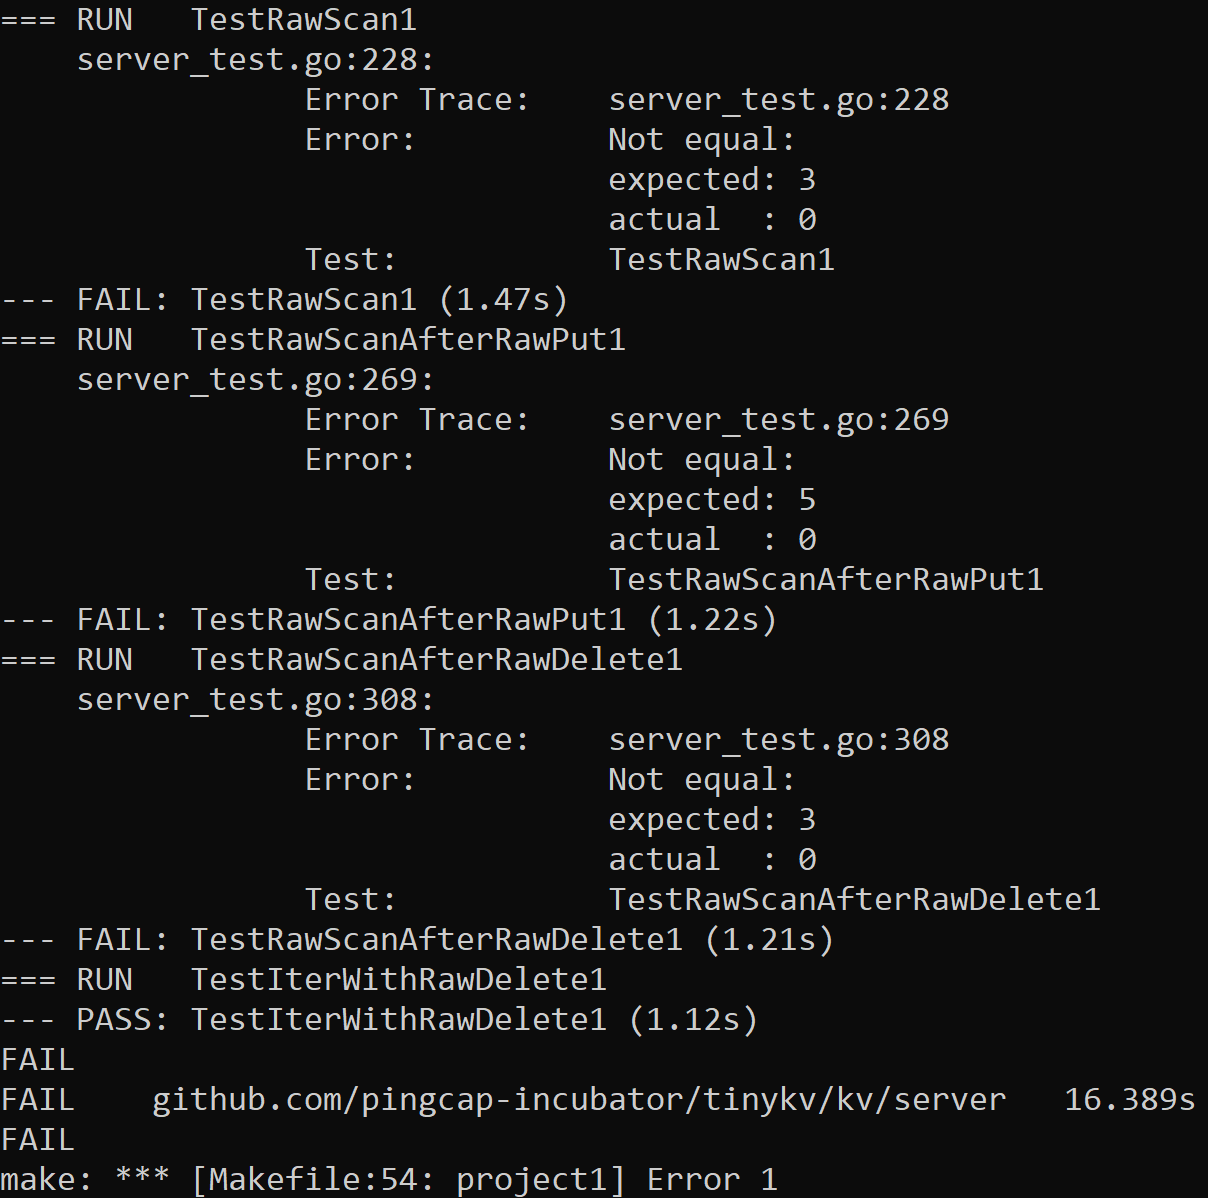 === RUN   TestRawScan1
    server_test.go:228:
                Error Trace:    server_test.go:228
                Error:          Not equal:
                                expected: 3
                                actual  : 0
                Test:           TestRawScan1
--- FAIL: TestRawScan1 (1.47s)
=== RUN   TestRawScanAfterRawPut1
    server_test.go:269:
                Error Trace:    server_test.go:269
                Error:          Not equal:
                                expected: 5
                                actual  : 0
                Test:           TestRawScanAfterRawPut1
--- FAIL: TestRawScanAfterRawPut1 (1.22s)
=== RUN   TestRawScanAfterRawDelete1
    server_test.go:308:
                Error Trace:    server_test.go:308
                Error:          Not equal:
                                expected: 3
                                actual  : 0
                Test:           TestRawScanAfterRawDelete1
--- FAIL: TestRawScanAfterRawDelete1 (1.21s)
=== RUN   TestIterWithRawDelete1
--- PASS: TestIterWithRawDelete1 (1.12s)
FAIL
FAIL    github.com/pingcap-incubator/tinykv/kv/server   16.389s
FAIL
make: *** [Makefile:54: project1] Error 1